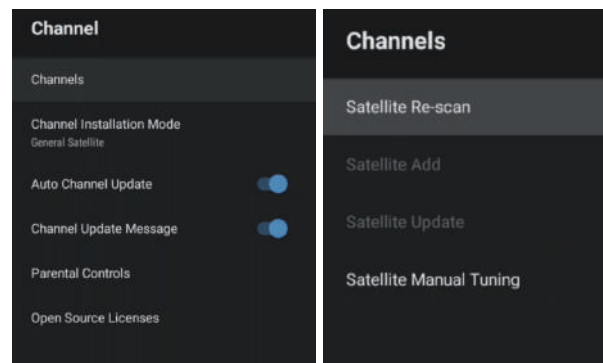 Channel
Channels
Channel Installation Mode
General Satellite
Auto Channel Update
Channel Update Message
Parental Controls
Open Source Licenses
Channels
Satellite Re-scan
Satellite Add
Satellite Update
Satellite Manual Tuning